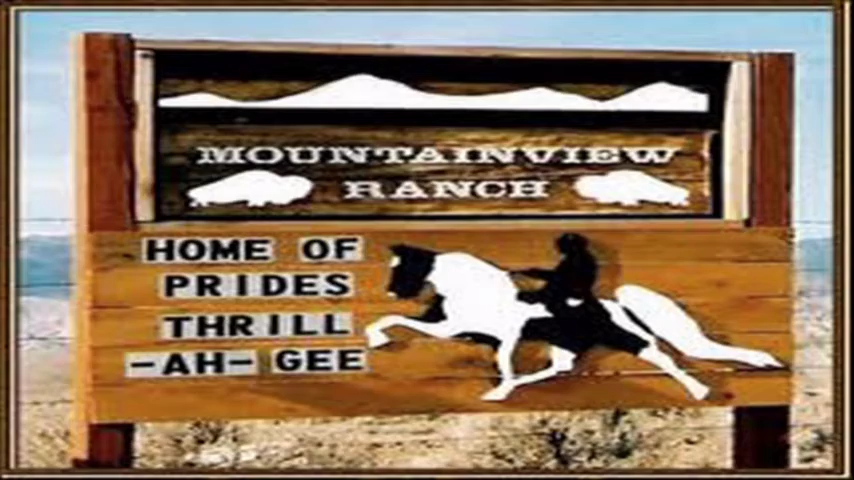 MOUNTAINVIEW
RANCH
HOME OF
PRIDES
THRILL
-AH- GEE